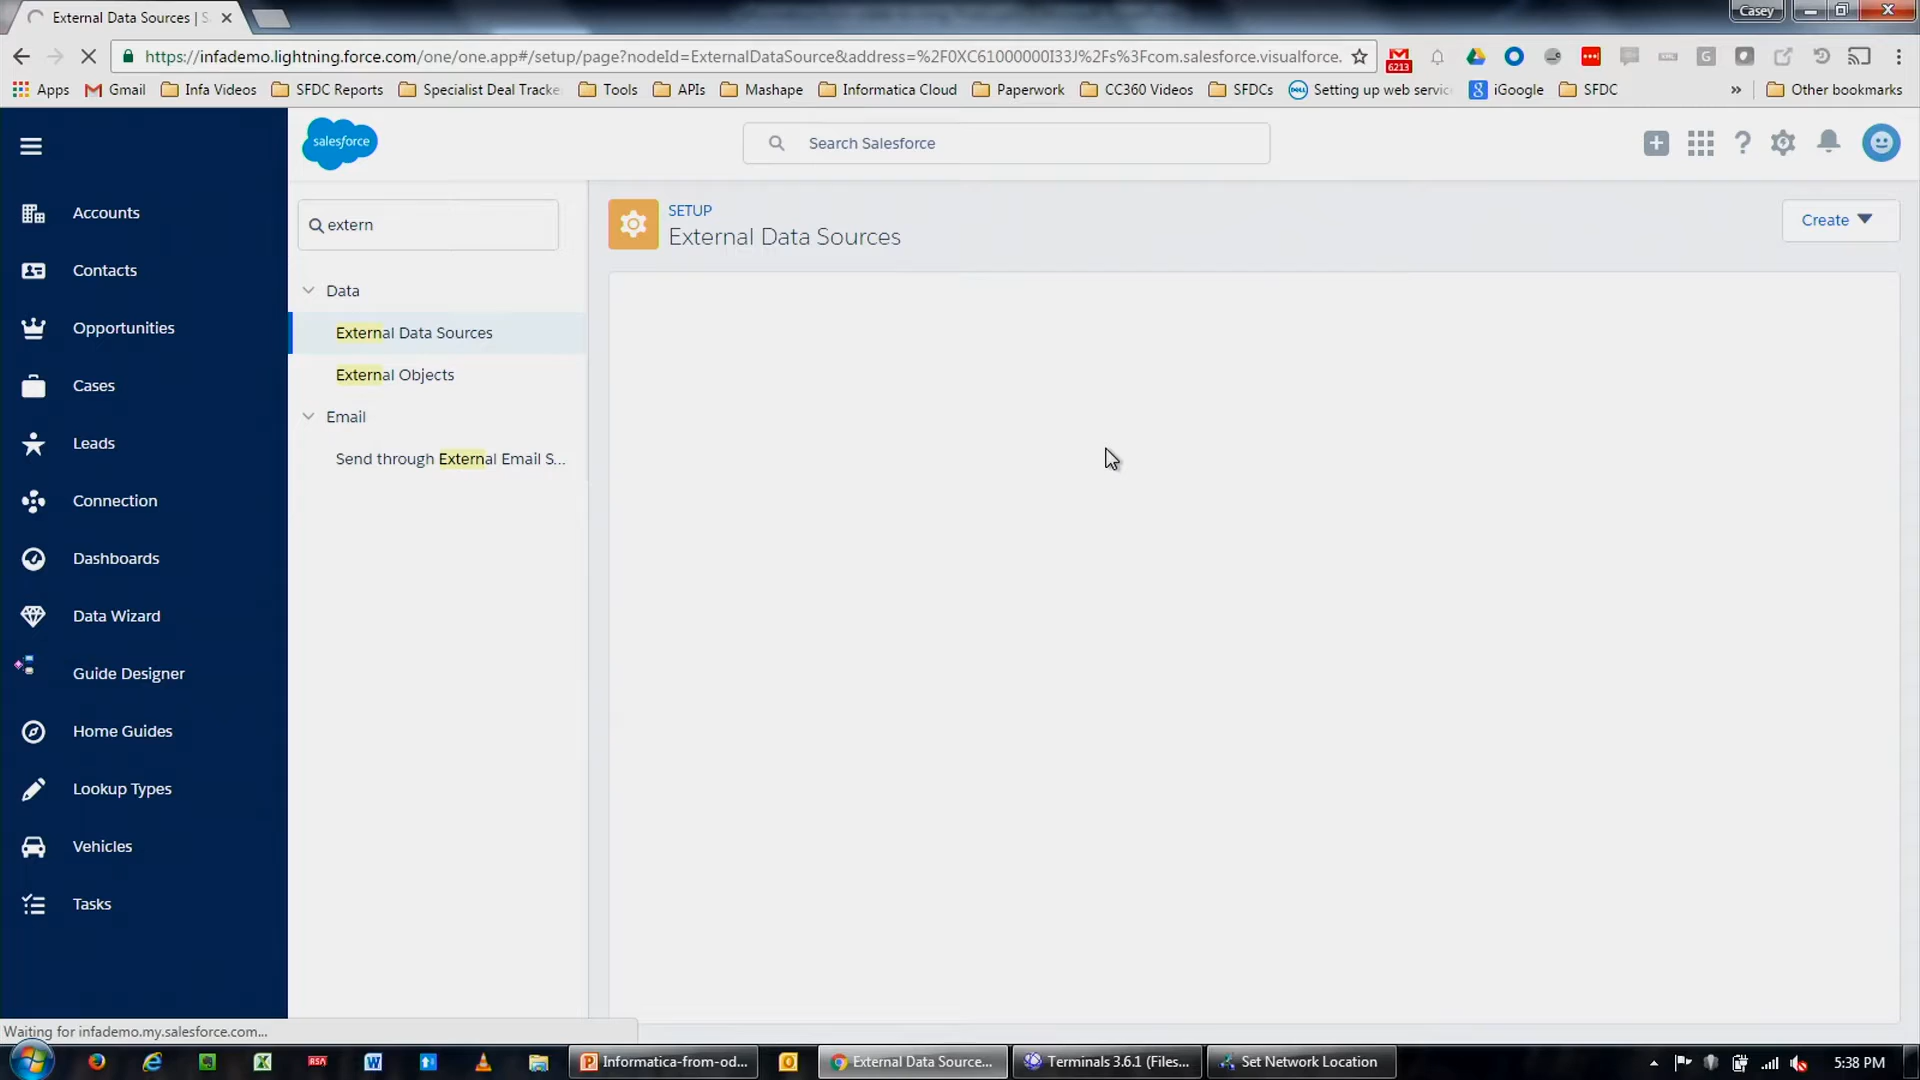 External Data Sources | S
Casey
https://infademo.lightning.force.com/one/one.app#/setup/page?nodeId=ExternalDataSource&address=%2F0XC61000000I33J%2Fs%3Fcom.salesforce.visualforce.
6213
Apps Gmail Infa Videos SFDC Reports Specialist Deal Tracke Tools APIs Mashape Informatica Cloud Paperwork CC360 Videos SFDCs Setting up web servic iGoogle SFDC » Other bookmarks
salesforce
Search Salesforce
Accounts
Contacts
Opportunities
Cases
Leads
Connection
Dashboards
Data Wizard
Guide Designer
Home Guides
Lookup Types
Vehicles
Tasks
extern
Data
External Data Sources
External Objects
Email
Send through External Email S...
SETUP
External Data Sources
Create
Waiting for infademo.my.salesforce.com...
RSA
Informatica-from-od...
External Data Source...
Terminals 3.6.1 (Files...
Set Network Location
5:38 PM